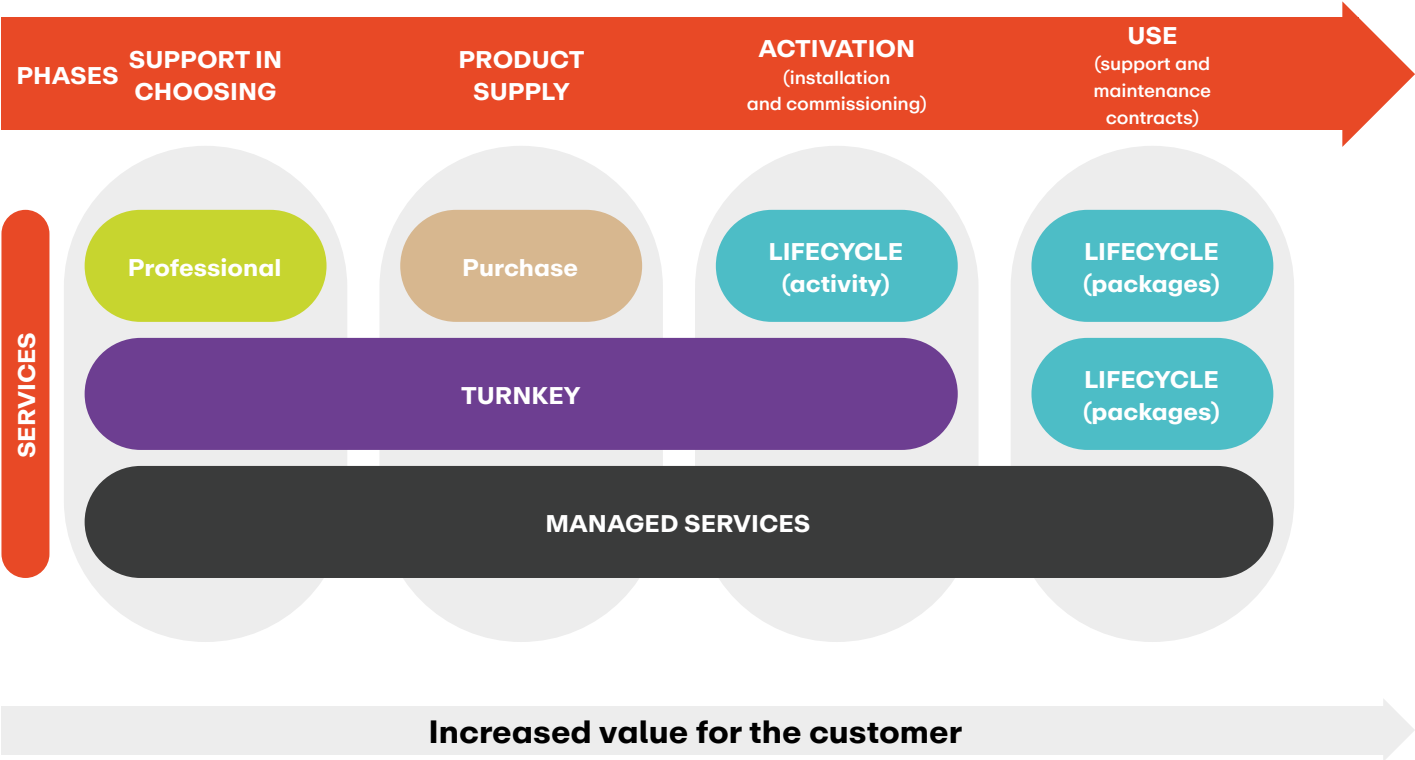 PHASES
SUPPORT IN
CHOOSING
PRODUCT
SUPPLY
ACTIVATION
(installation
and commissioning)
USE
(support and
maintenance
contracts)
SERVICES
Professional
Purchase
LIFECYCLE
(activity)
LIFECYCLE
(packages)
TURNKEY
LIFECYCLE
(packages)
MANAGED SERVICES
Increased value for the customer